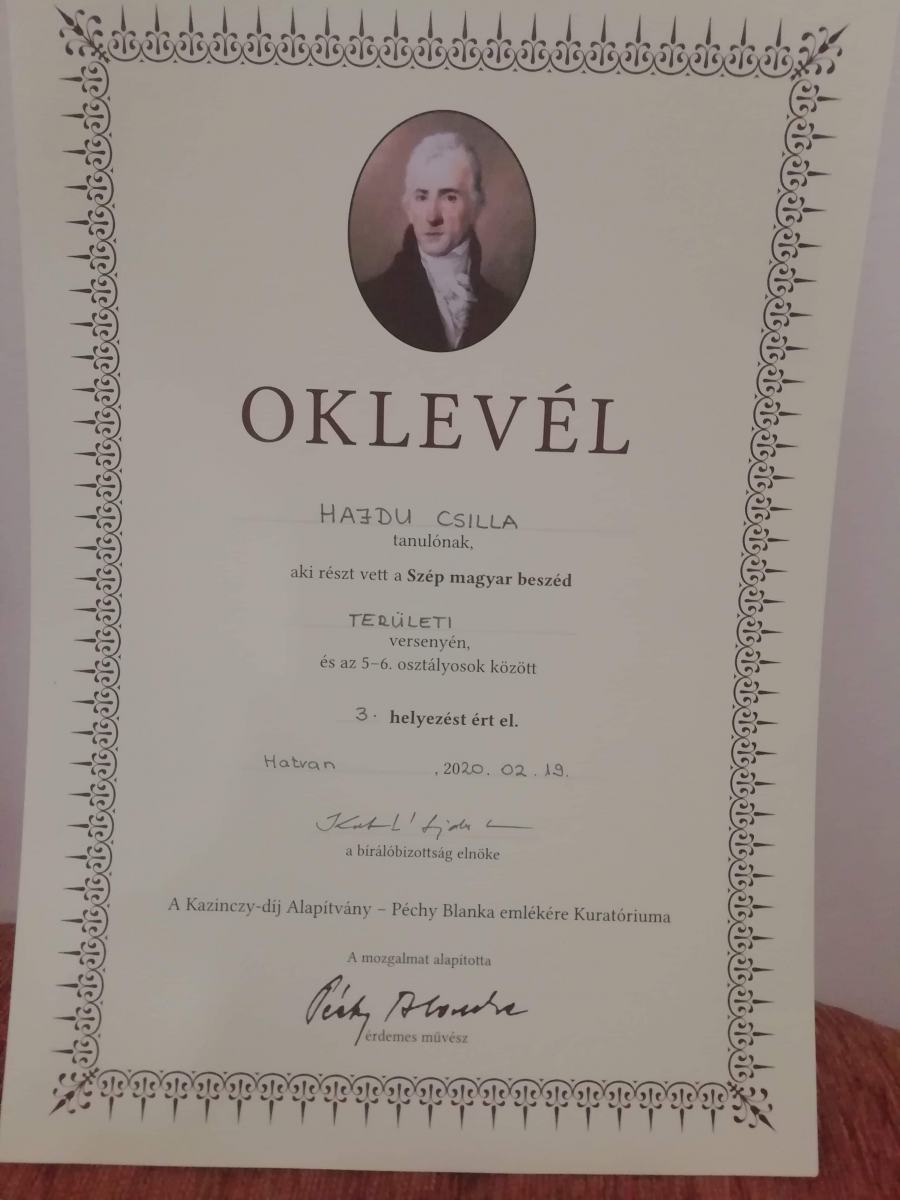 OKLEVÉL
HAJDU CSILLA
tanulónak,
aki részt vett a Szép magyar beszéd
TERÜLETI
versenyén,
és az 5–6. osztályosok között
3. helyezést ért el.
Hatvan , 2020. 02. 19.
a bírálóbizottság elnöke
A Kazinczy-díj Alapítvány – Péchy Blanka emlékére Kuratóriuma
A mozgalmat alapította
Péchy Blanka
érdemes művész